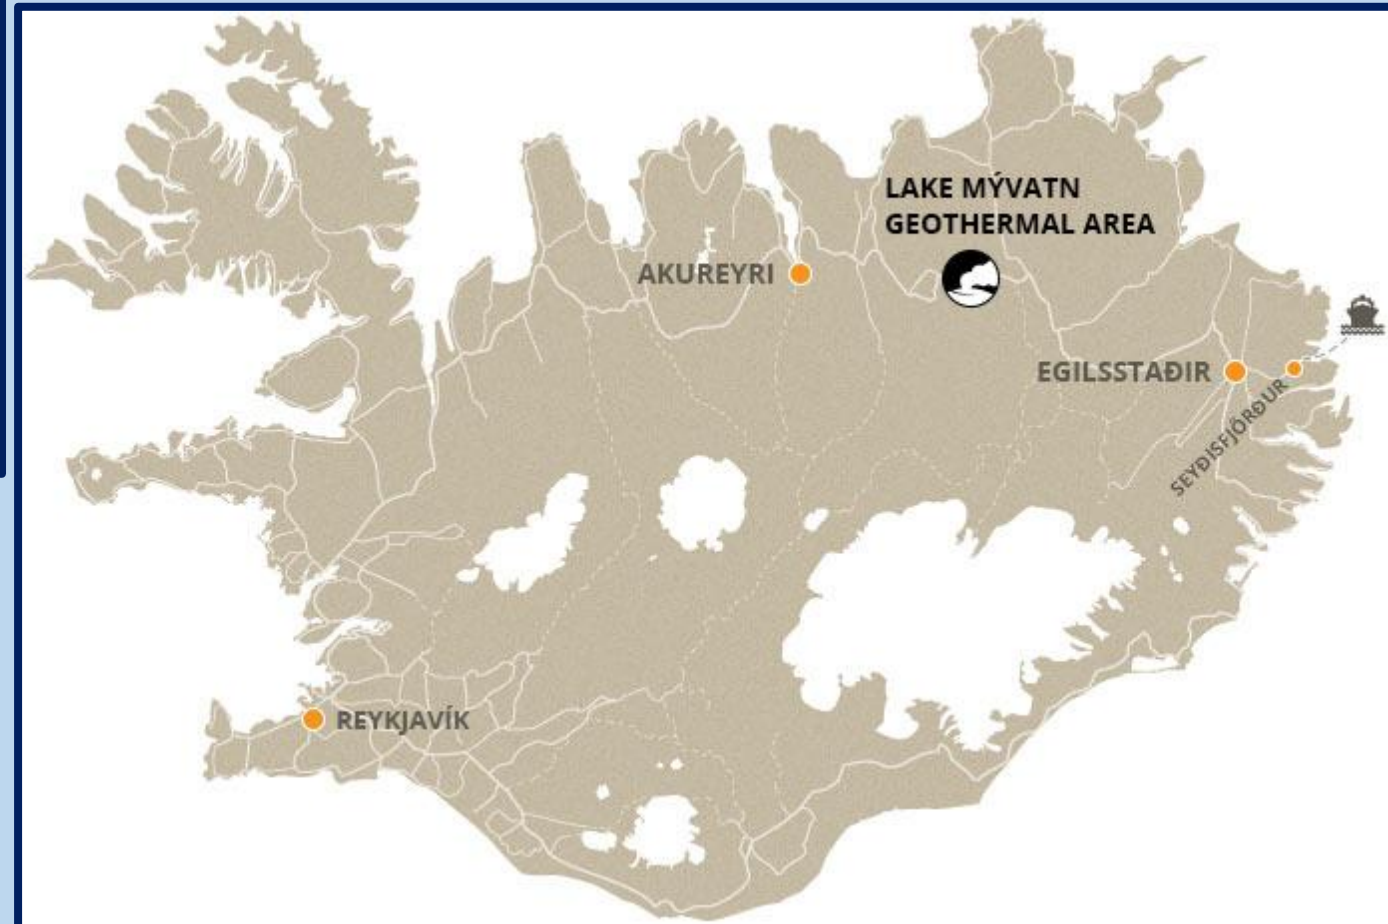 LAKE MÝVATN
GEOTHERMAL AREA
AKUREYRI
EGILSSTAÐIR
SEYÐISFJÖRÐUR
REYKJAVÍK